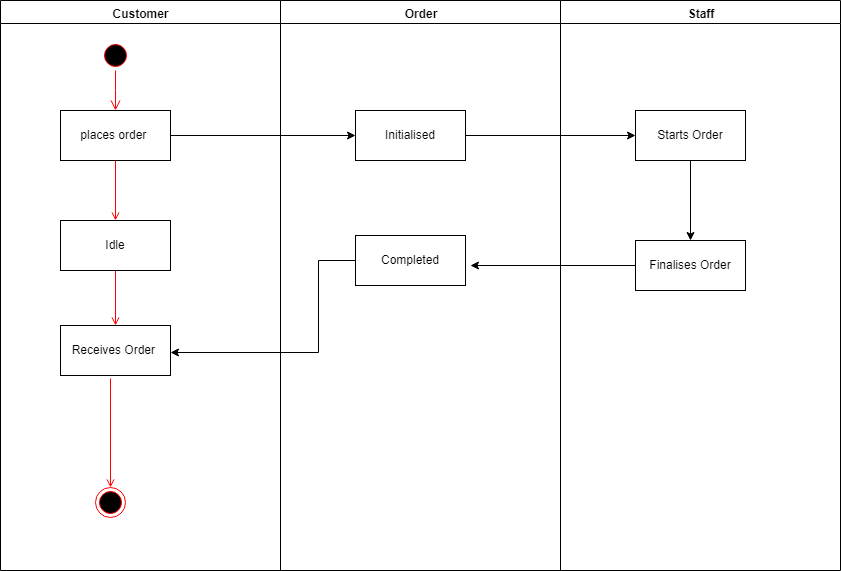 Customer
Order
Staff
places order
Initialised
Starts Order
Idle
Completed
Finalises Order
Receives Order